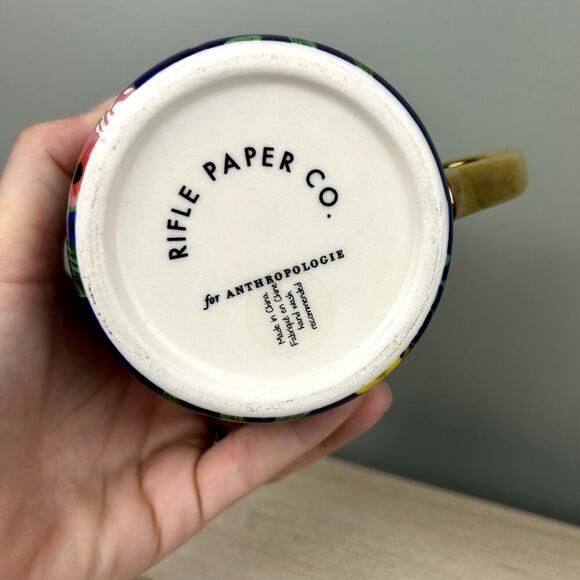 RIFLE PAPER CO.
for ANTHROPOLOGIE
Made in China.
Fabriqué en Chine
hand wash
recommended